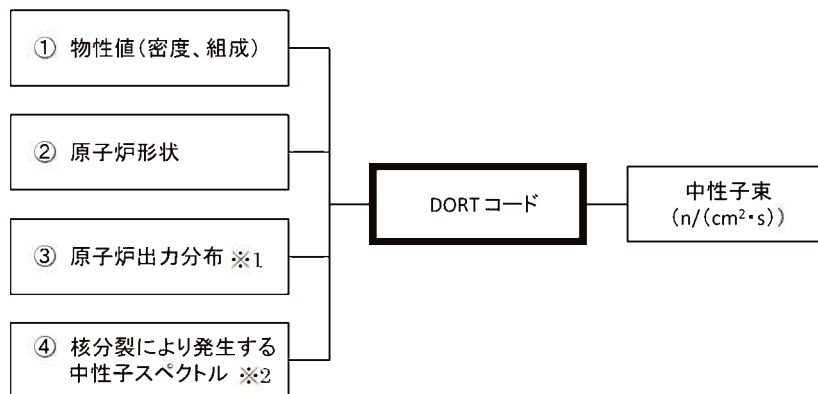 ① 物性値(密度、組成)
② 原子炉形状
③ 原子炉出力分布 ※1
④ 核分裂により発生する
中性子スペクトル ※2
DORTコード
中性子束
(n/(cm²・s))